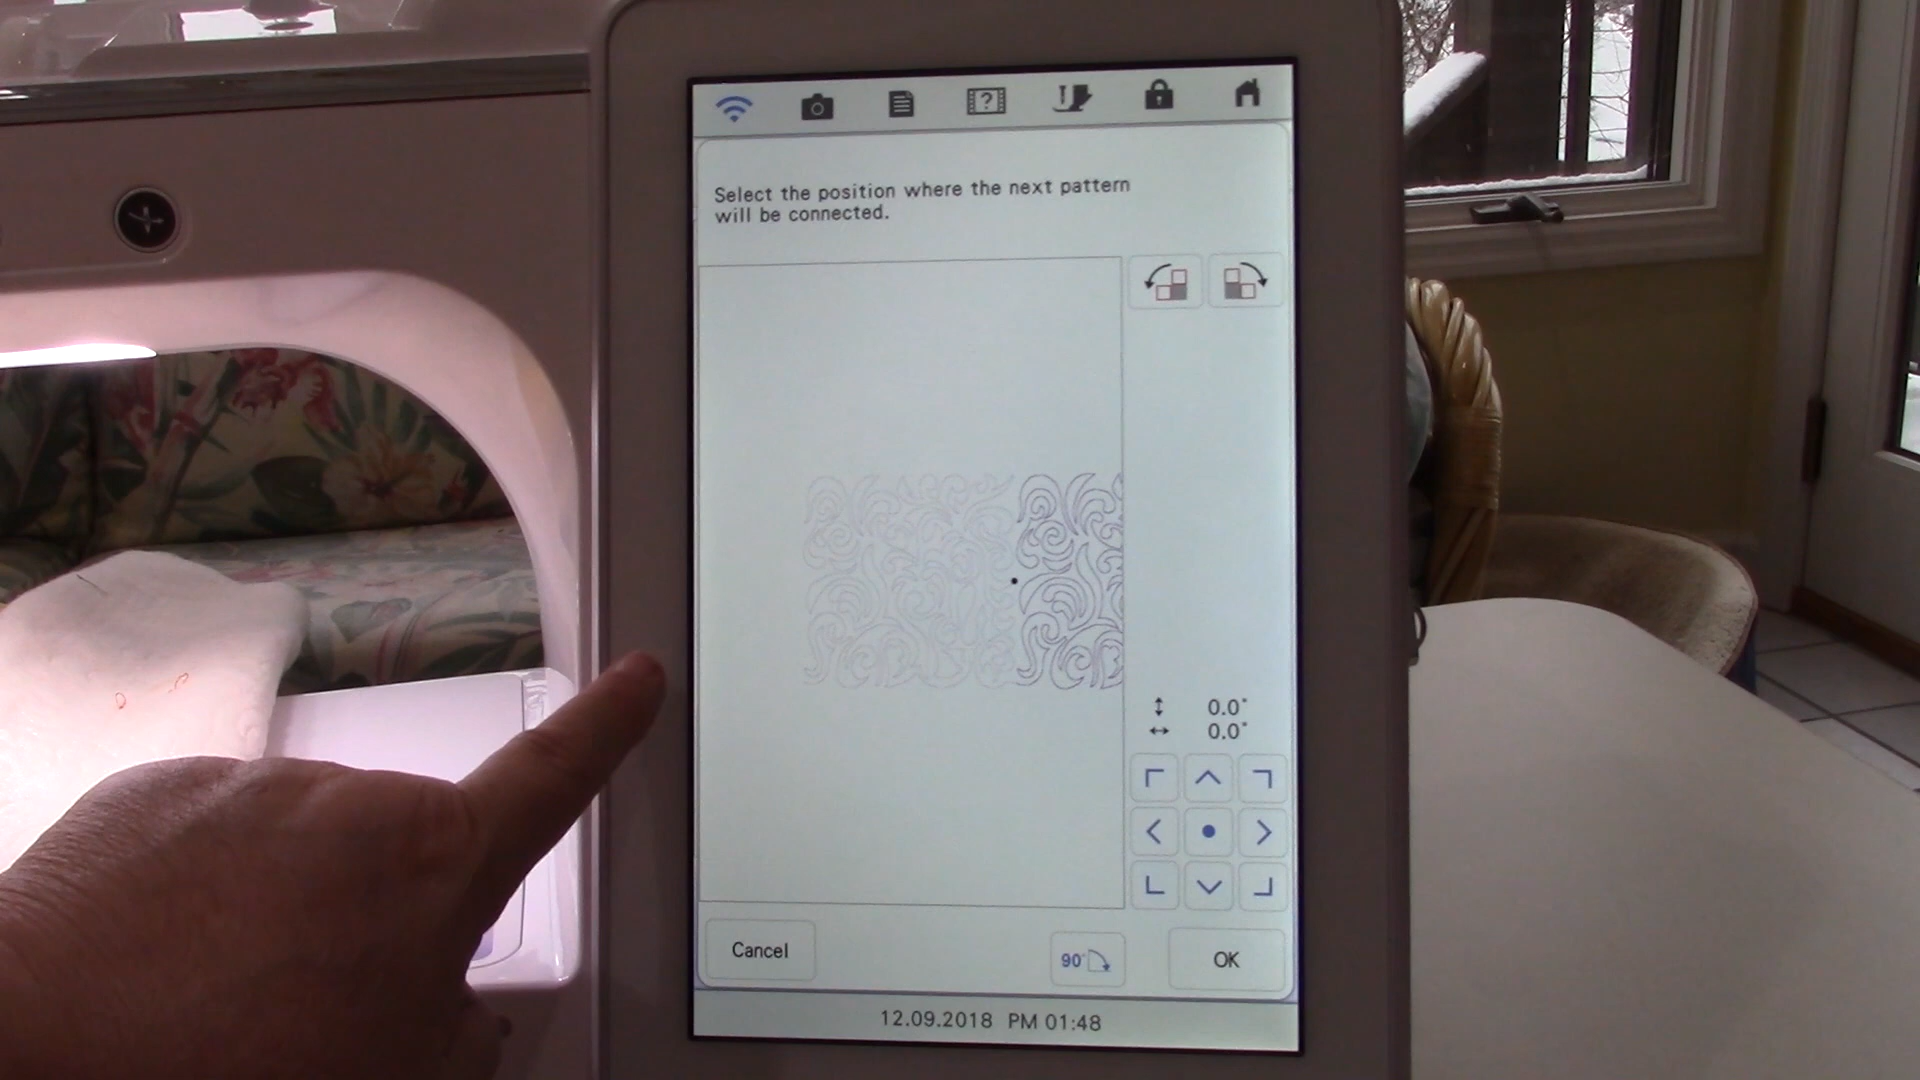 ?
Select the position where the next pattern
will be connected.
0.0"
0.0"
Cancel
90°
OK
12.09.2018 PM 01:48